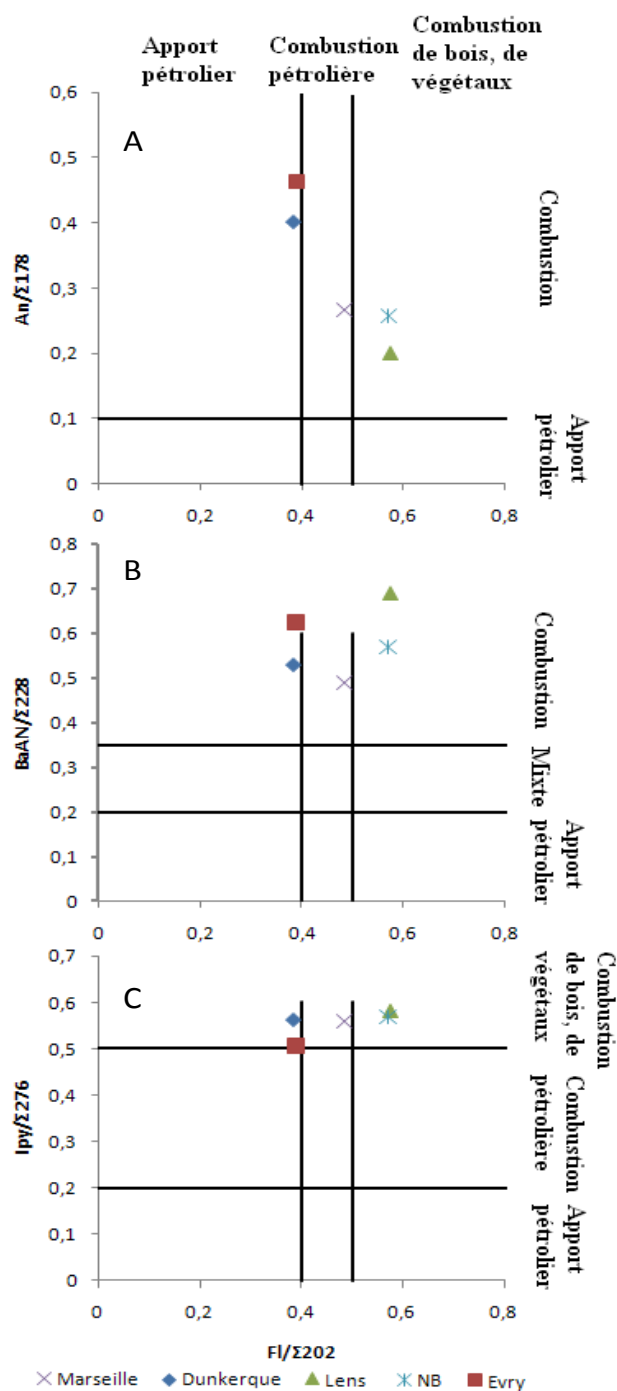 Apport
pétrolier
Combustion
pétrolière
Combustion
de bois, de
végétaux
A
0,6
0,5
0,4
0,3
0,2
0,1
0
An/Σ178
Combustion
Apport
pétrolier
0 0,2 0,4 0,6 0,8
B
0,8
0,7
0,6
0,5
0,4
0,3
0,2
0,1
0
BaAN/Σ228
Combustion
Mixte
Apport
pétrolier
0 0,2 0,4 0,6 0,8
C
0,7
0,6
0,5
0,4
0,3
0,2
0,1
0
Ipy/Σ276
Combustion
de bois, de
végétaux
Combustion
pétrolière
Apport
pétrolier
0 0,2 0,4 0,6 0,8
Fl/Σ202
Marseille Dunkerque Lens NB Evry